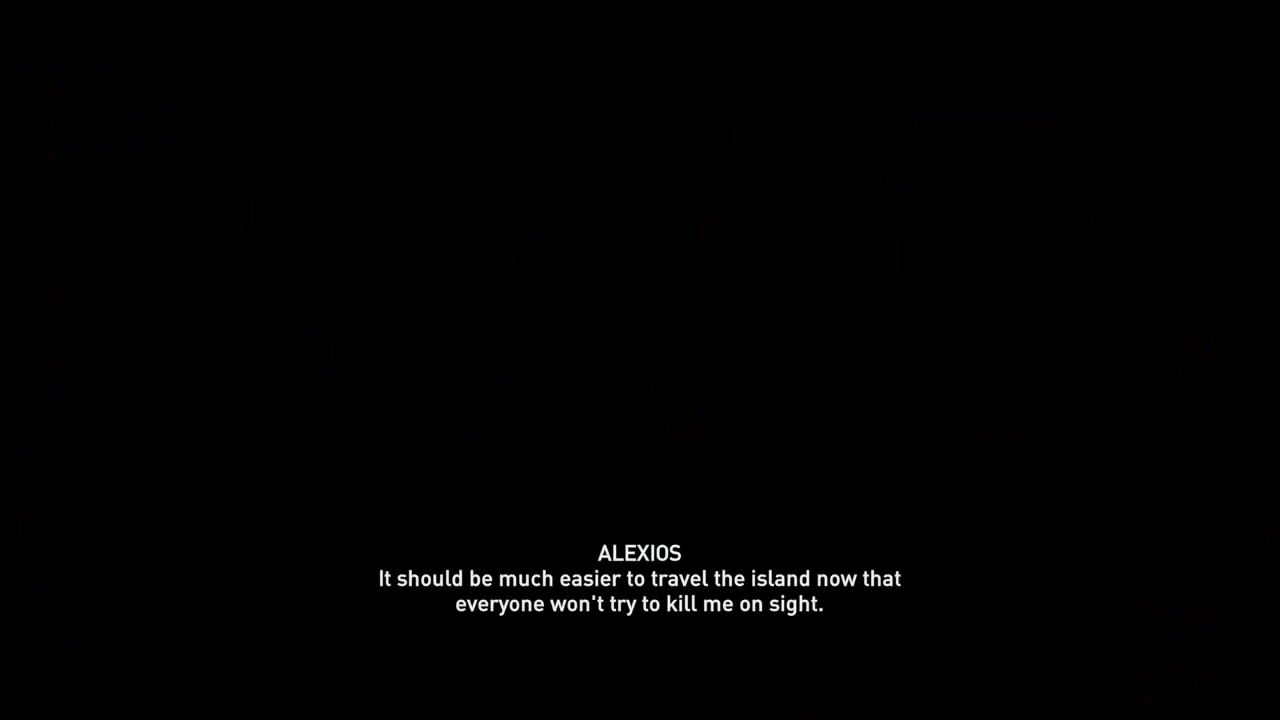 ALEXIOS
It should be much easier to travel the island now that
everyone won't try to kill me on sight.